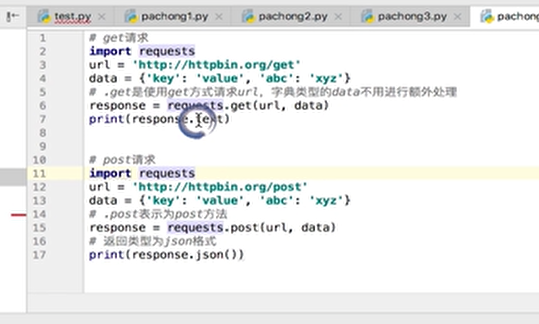 test.py pachong1.py pachong2.py pachong3.py pachong
1 # get请求
2 import requests
3 url = 'http://httpbin.org/get'
4 data = {'key': 'value', 'abc': 'xyz'}
5 # .get是使用get方式请求url，字典类型的data不用进行额外处理
6 response = requests.get(url, data)
7 print(response.text)
8
9
10 # post请求
11 import requests
12 url = 'http://httpbin.org/post'
13 data = {'key': 'value', 'abc': 'xyz'}
14 # .post表示为post方法
15 response = requests.post(url, data)
16 # 返回类型为json格式
17 print(response.json())